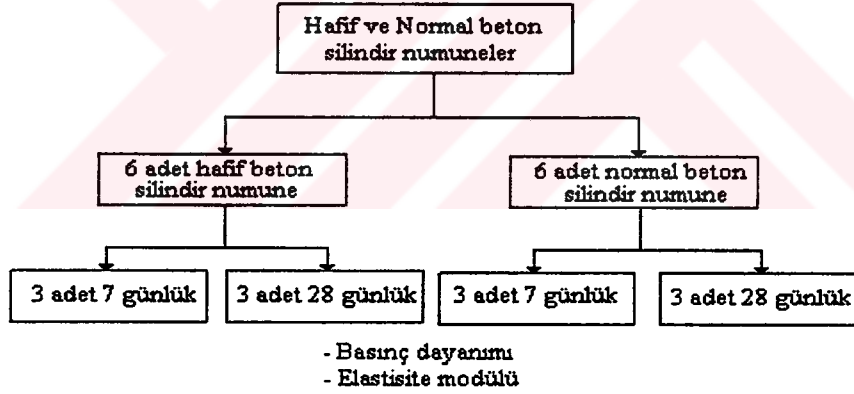 Hafif ve Normal beton
silindir numuneler
6 adet hafif beton
silindir numune
6 adet normal beton
silindir numune
3 adet 7 günlük
3 adet 28 günlük
3 adet 7 günlük
3 adet 28 günlük
- Basınç dayanımı
- Elastisite modülü